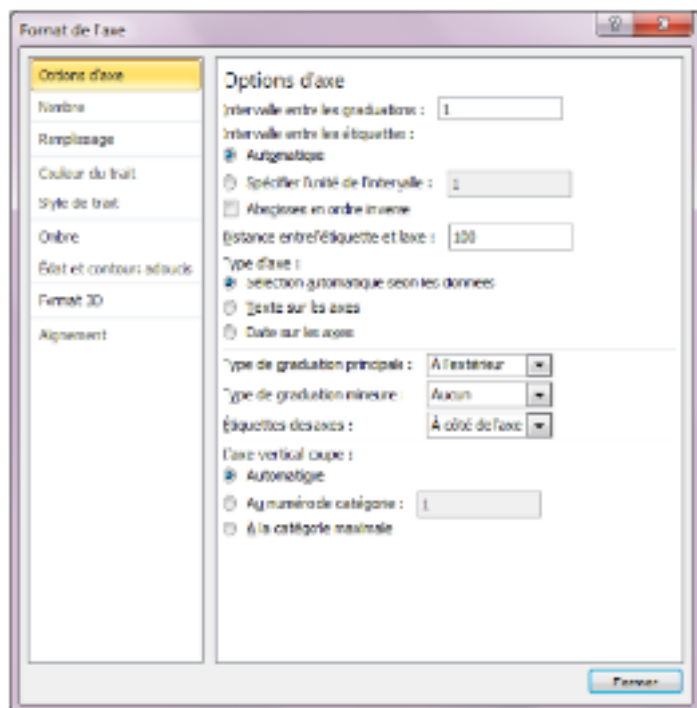 Format de l'axe
Options d'axe
Nombre
Remplissage
Couleur du trait
Style de trait
Ombre
Éclat et contours adoucis
Format 3D
Alignement
Options d'axe
Intervalle entre les graduations : 1
Intervalle entre les étiquettes :
Automatique
Spécifier l'unité de l'intervalle : 1
Abscisses en ordre inverse
Distance entre l'étiquette et l'axe : 100
Type d'axe :
Sélection automatique selon les données
Texte sur les axes
Date sur les axes
Type de graduation principale : À l'extérieur
Type de graduation mineure : Aucun
Étiquettes des axes : À côté de l'axe
L'axe vertical coupe :
Automatique
Au numéro de catégorie : 1
À la catégorie maximale
Fermer